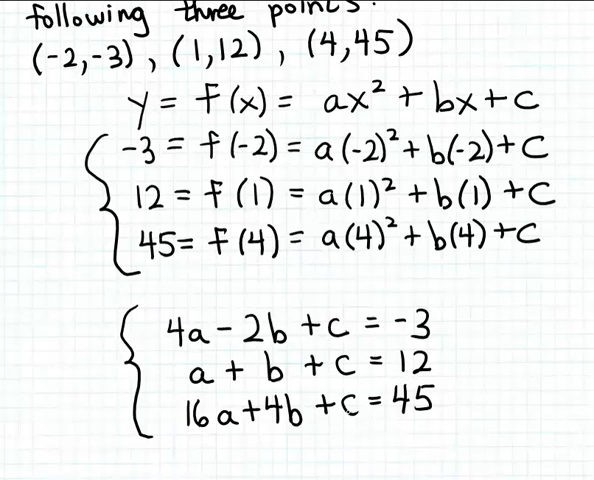 following three points:
(-2,-3), (1,12), (4,45)
y = f(x) = ax² + bx + c
-3 = f(-2) = a(-2)² + b(-2) + c
12 = f(1) = a(1)² + b(1) + c
45 = f(4) = a(4)² + b(4) + c
4a - 2b + c = -3
a + b + c = 12
16a + 4b + c = 45